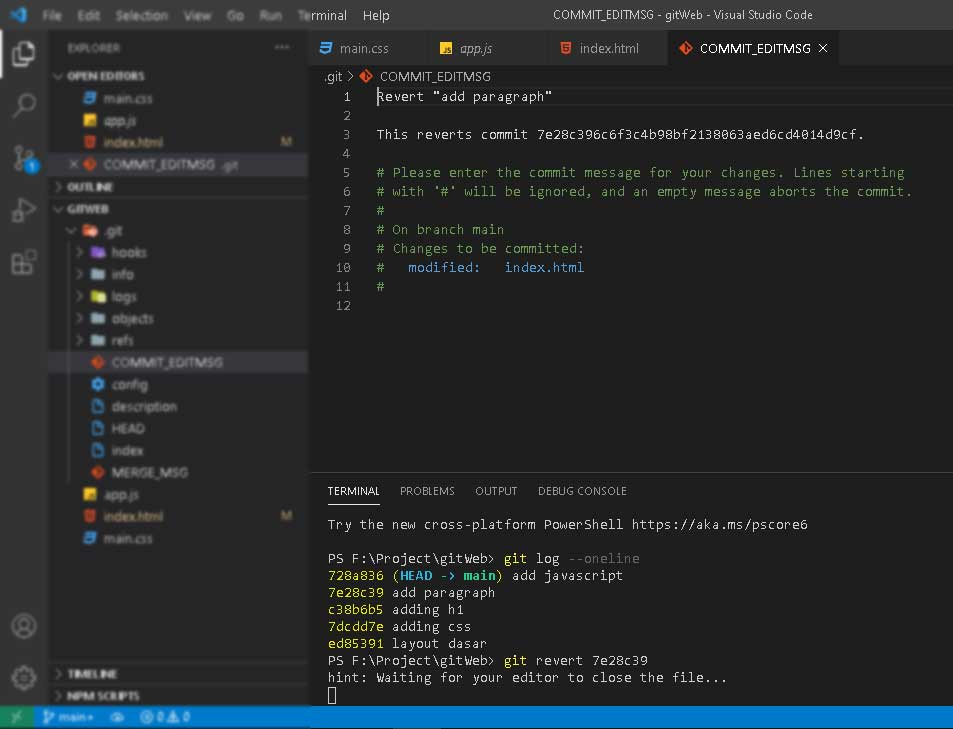 File Edit Selection View Go Run Terminal Help COMMIT_EDITMSG - gitWeb - Visual Studio Code
EXPLORER
OPEN EDITORS
main.css
app.js
index.html M
COMMIT_EDITMSG .git
OUTLINE
GITWEB
.git
hooks
info
logs
objects
refs
COMMIT_EDITMSG
config
description
HEAD
index
MERGE_MSG
app.js
index.html M
main.css
TIMELINE
NPM SCRIPTS
main+ 0 0
1
main.css app.js index.html COMMIT_EDITMSG
.git > COMMIT_EDITMSG
1 Revert "add paragraph"
2
3 This reverts commit 7e28c396c6f3c4b98bf2138063aed6cd4014d9cf.
4
5 # Please enter the commit message for your changes. Lines starting
6 # with '#' will be ignored, and an empty message aborts the commit.
7 #
8 # On branch main
9 # Changes to be committed:
10 #   modified:   index.html
11 #
12
TERMINAL PROBLEMS OUTPUT DEBUG CONSOLE
Try the new cross-platform PowerShell https://aka.ms/pscore6
PS F:\Project\gitWeb> git log --oneline
728a836 (HEAD -> main) add javascript
7e28c39 add paragraph
c38b6b5 adding h1
7dcdd7e adding css
ed85391 layout dasar
PS F:\Project\gitWeb> git revert 7e28c39
hint: Waiting for your editor to close the file...